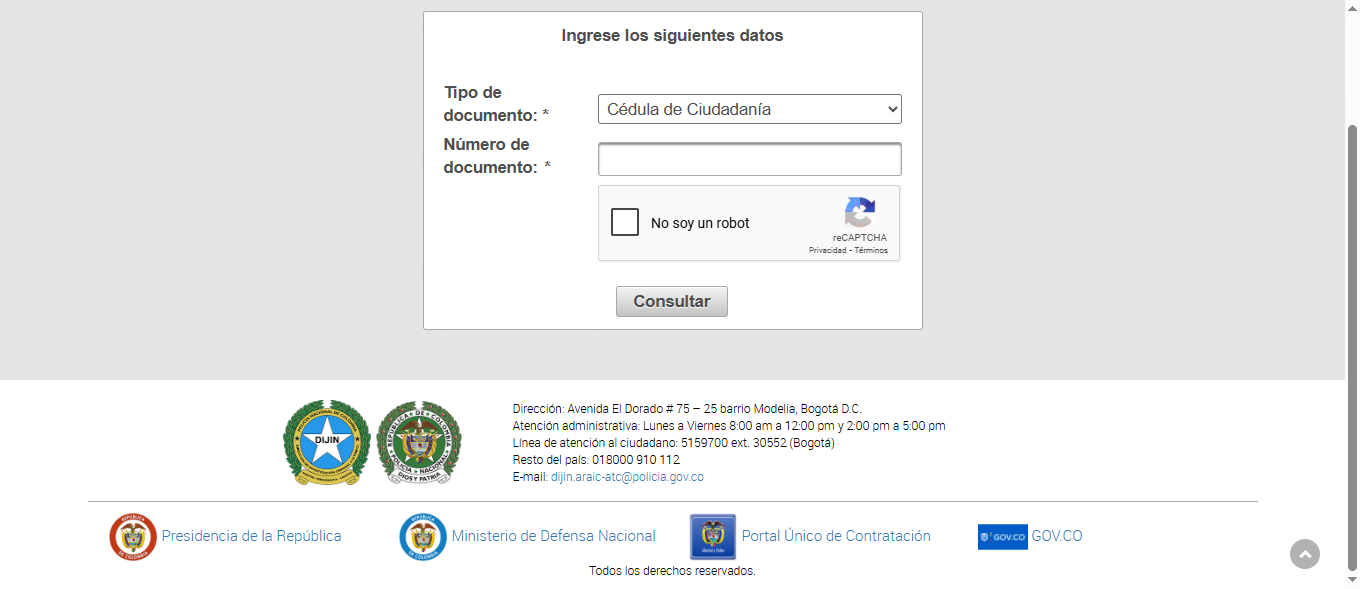 Ingrese los siguientes datos
Tipo de
documento: *
Cédula de Ciudadanía
Número de
documento: *
No soy un robot
reCAPTCHA
Privacidad - Términos
Consultar
DIJIN
REPÚBLICA DE COLOMBIA
POLICÍA NACIONAL
DIOS Y PATRIA
Dirección: Avenida El Dorado # 75 – 25 barrio Modelia, Bogotá D.C.
Atención administrativa: Lunes a Viernes 8:00 am a 12:00 pm y 2:00 pm a 5:00 pm
Línea de atención al ciudadano: 5159700 ext. 30552 (Bogotá)
Resto del país: 018000 910 112
E-mail: dijin.araic-atc@policia.gov.co
Presidencia de la República
Ministerio de Defensa Nacional
Portal Único de Contratación
GOV.CO
GOV.CO
Todos los derechos reservados.